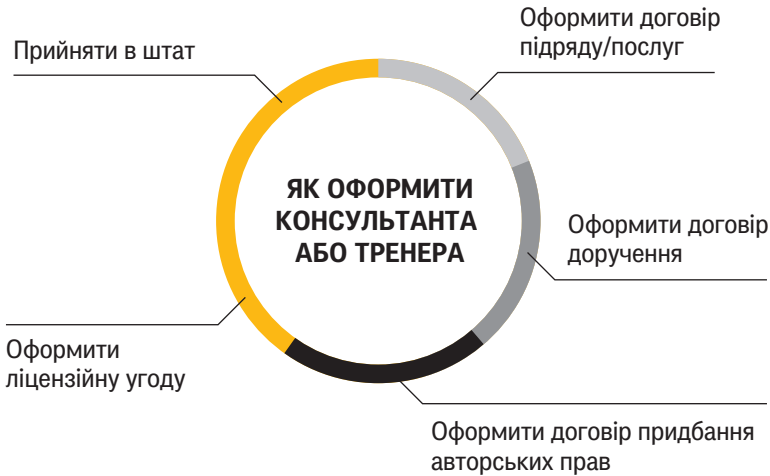 Прийняти в штат
Оформити договір
підряду/послуг
ЯК ОФОРМИТИ
КОНСУЛЬТАНТА
АБО ТРЕНЕРА
Оформити договір
доручення
Оформити
ліцензійну угоду
Оформити договір придбання
авторських прав